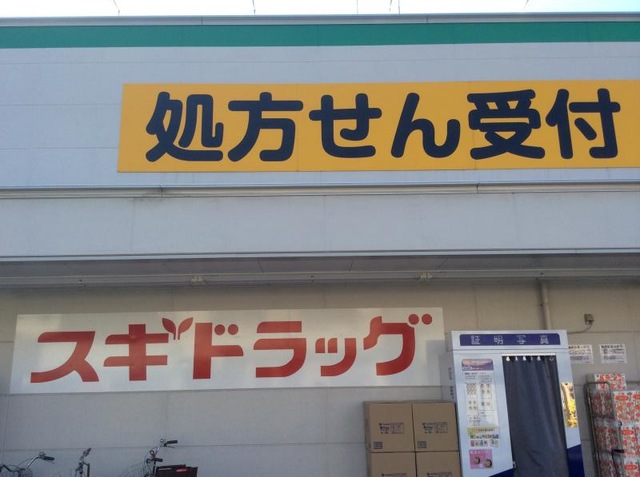 処方せん受付
スギドラッグ
証明写真